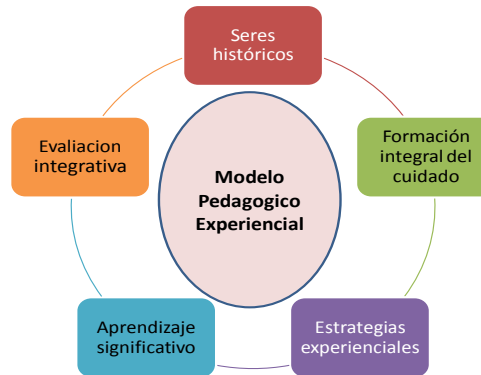 Seres
históricos
Formación
integral del
cuidado
Estrategias
experienciales
Aprendizaje
significativo
Evaliacion
integrativa
Modelo
Pedagogico
Experiencial